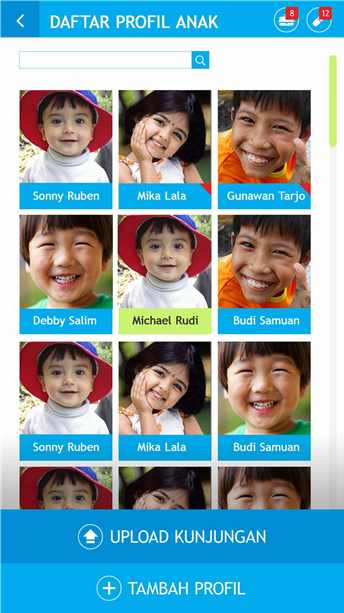 DAFTAR PROFIL ANAK
8
12
Sonny Ruben
Mika Lala
Gunawan Tarjo
Debby Salim
Michael Rudi
Budi Samuan
Sonny Ruben
Mika Lala
Budi Samuan
UPLOAD KUNJUNGAN
TAMBAH PROFIL